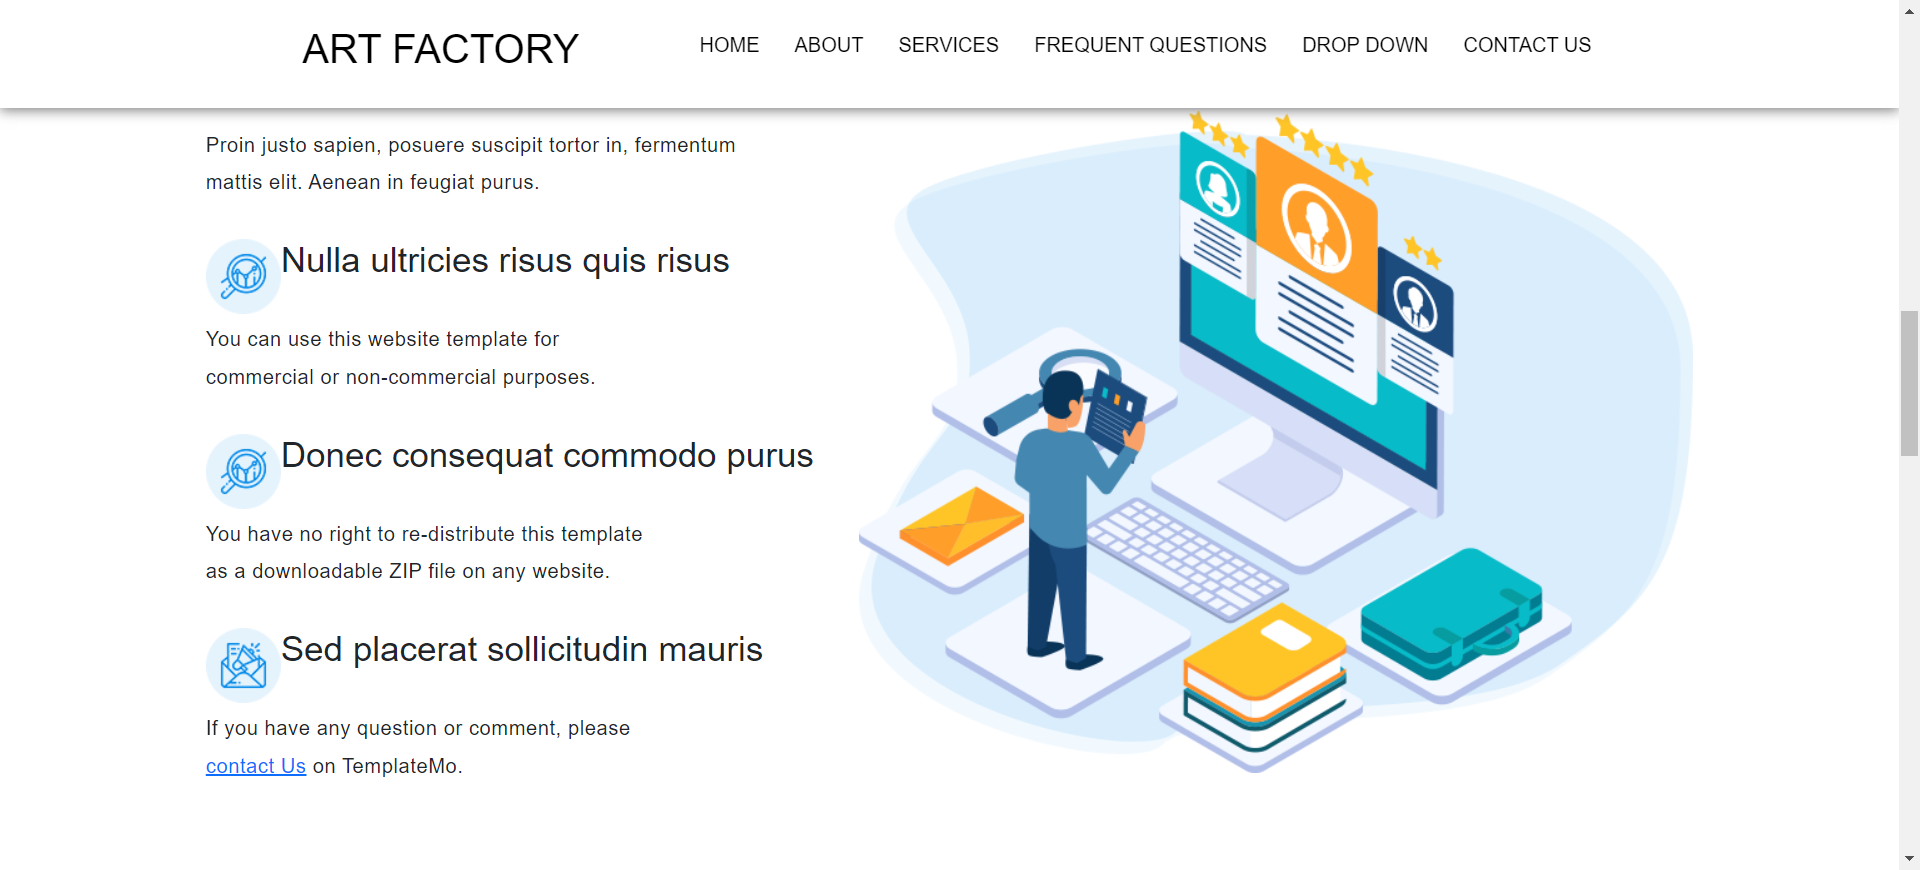 ART FACTORY
HOME ABOUT SERVICES FREQUENT QUESTIONS DROP DOWN CONTACT US
Proin justo sapien, posuere suscipit tortor in, fermentum
mattis elit. Aenean in feugiat purus.
Nulla ultricies risus quis risus
You can use this website template for
commercial or non-commercial purposes.
Donec consequat commodo purus
You have no right to re-distribute this template
as a downloadable ZIP file on any website.
Sed placerat sollicitudin mauris
If you have any question or comment, please
contact Us on TemplateMo.